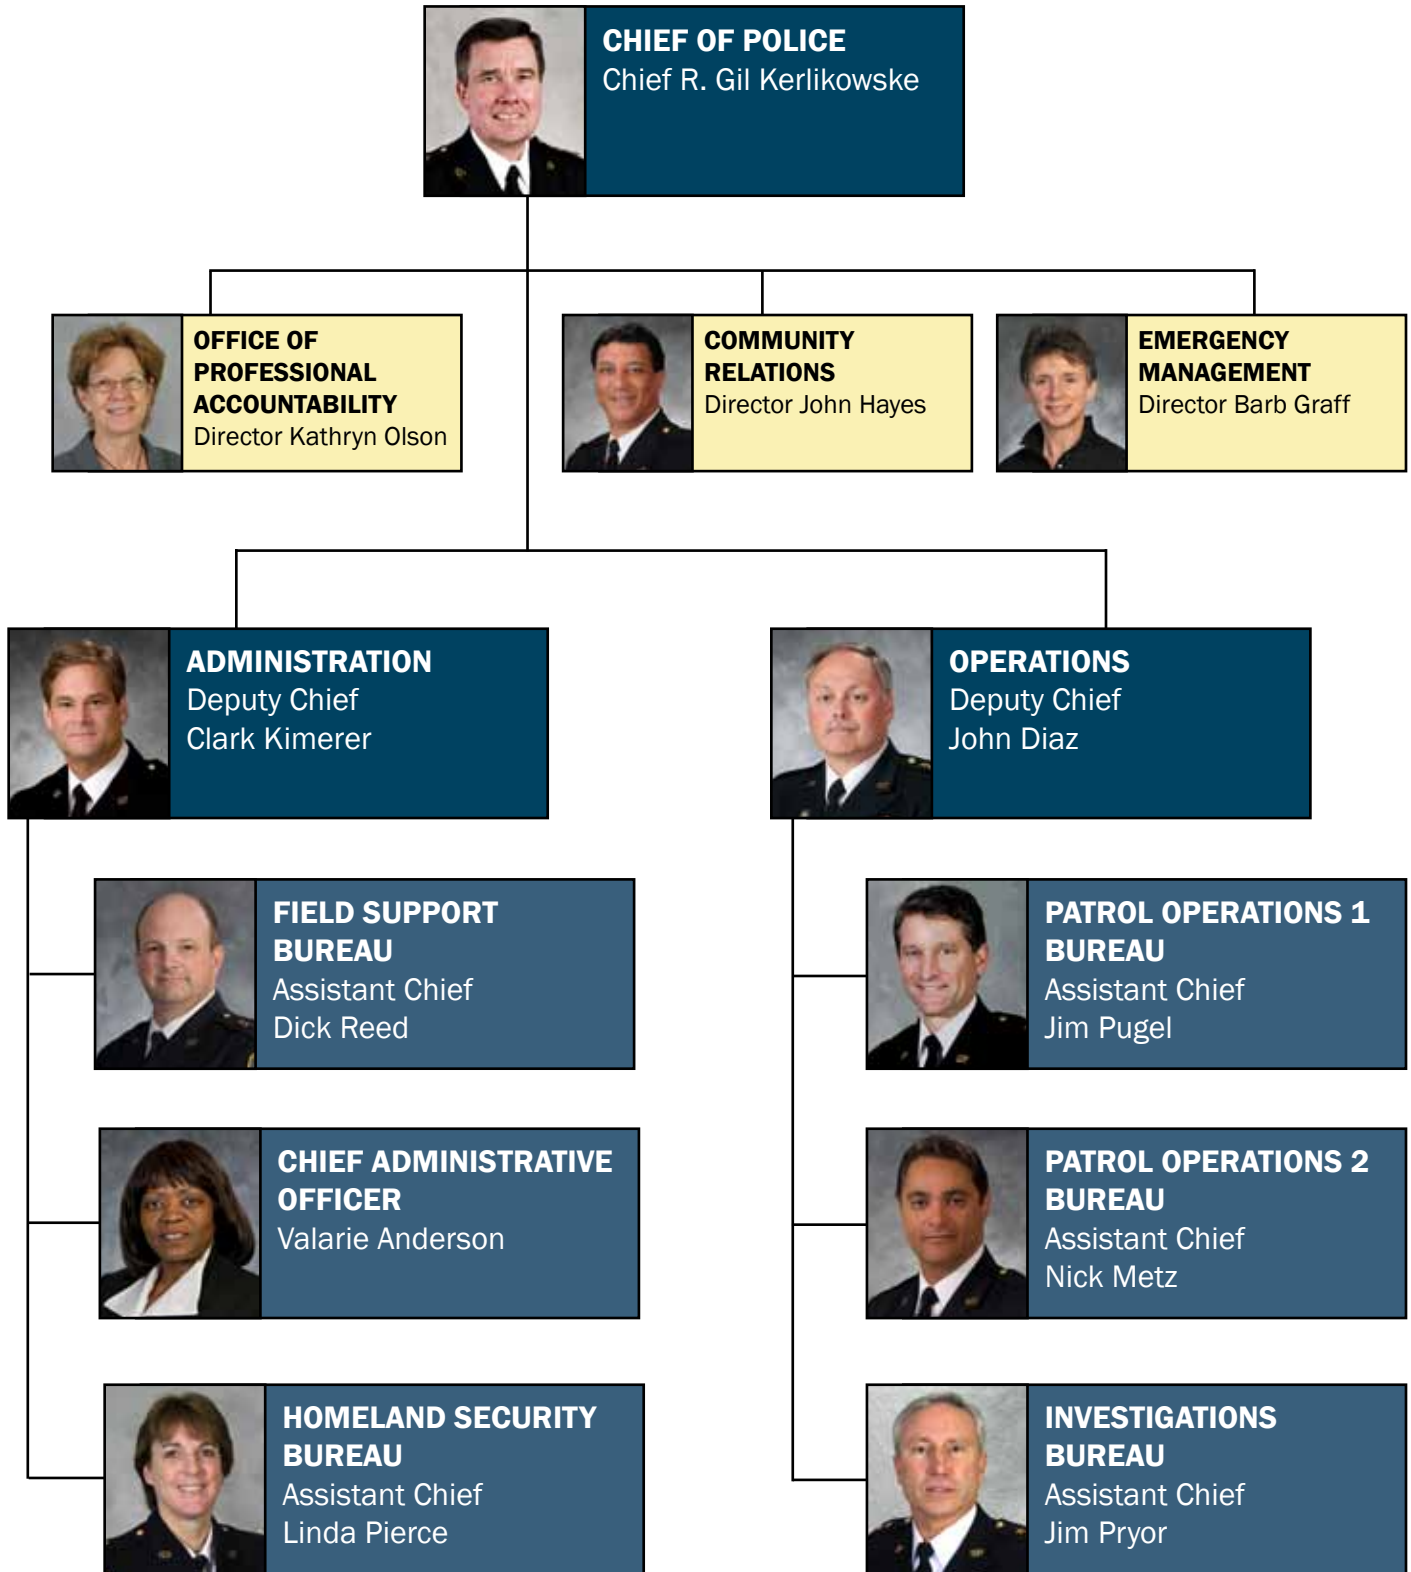 CHIEF OF POLICE
Chief R. Gil Kerlikowske
OFFICE OF
PROFESSIONAL
ACCOUNTABILITY
Director Kathryn Olson
COMMUNITY
RELATIONS
Director John Hayes
EMERGENCY
MANAGEMENT
Director Barb Graff
ADMINISTRATION
Deputy Chief
Clark Kimerer
OPERATIONS
Deputy Chief
John Diaz
FIELD SUPPORT
BUREAU
Assistant Chief
Dick Reed
PATROL OPERATIONS 1
BUREAU
Assistant Chief
Jim Pugel
CHIEF ADMINISTRATIVE
OFFICER
Valarie Anderson
PATROL OPERATIONS 2
BUREAU
Assistant Chief
Nick Metz
HOMELAND SECURITY
BUREAU
Assistant Chief
Linda Pierce
INVESTIGATIONS
BUREAU
Assistant Chief
Jim Pryor